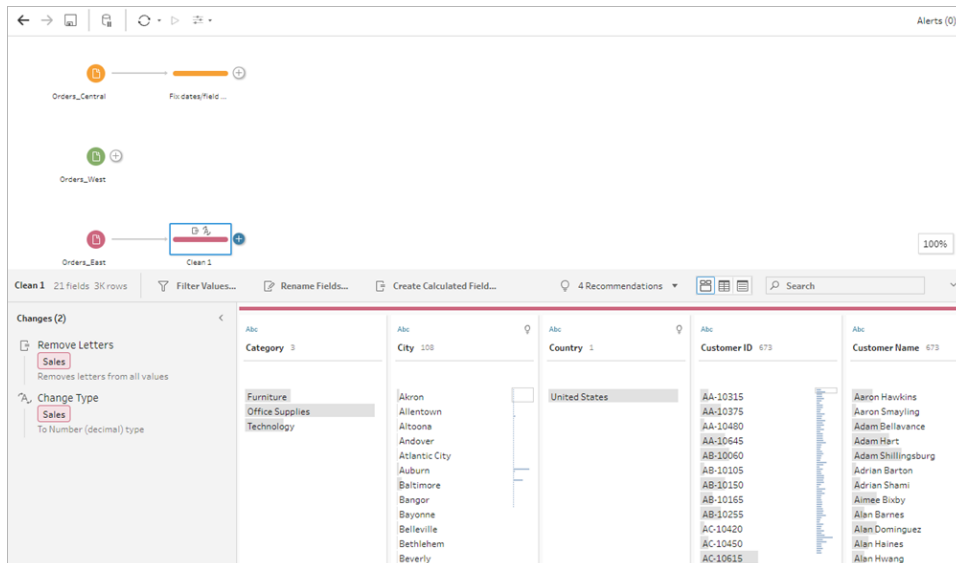 Alerts (0)
Orders_Central
Fix dates/field ...
Orders_West
Orders_East
Clean 1
100%
Clean 1 21 fields 3K rows Filter Values... Rename Fields... Create Calculated Field... 4 Recommendations Search
Changes (2)
Remove Letters
Sales
Removes letters from all values
Change Type
Sales
To Number (decimal) type
Abc
Category 3
Furniture
Office Supplies
Technology
Abc
City 108
Akron
Allentown
Altoona
Andover
Atlantic City
Auburn
Baltimore
Bangor
Bayonne
Belleville
Bethlehem
Beverly
Abc
Country 1
United States
Abc
Customer ID 673
AA-10315
AA-10375
AA-10480
AA-10645
AB-10060
AB-10105
AB-10150
AB-10165
AB-10255
AC-10420
AC-10450
AC-10615
Abc
Customer Name 673
Aaron Hawkins
Aaron Smayling
Adam Bellavance
Adam Hart
Adam Shillingsburg
Adrian Barton
Adrian Shami
Aimee Bixby
Alan Barnes
Alan Dominguez
Alan Haines
Alan Hwang